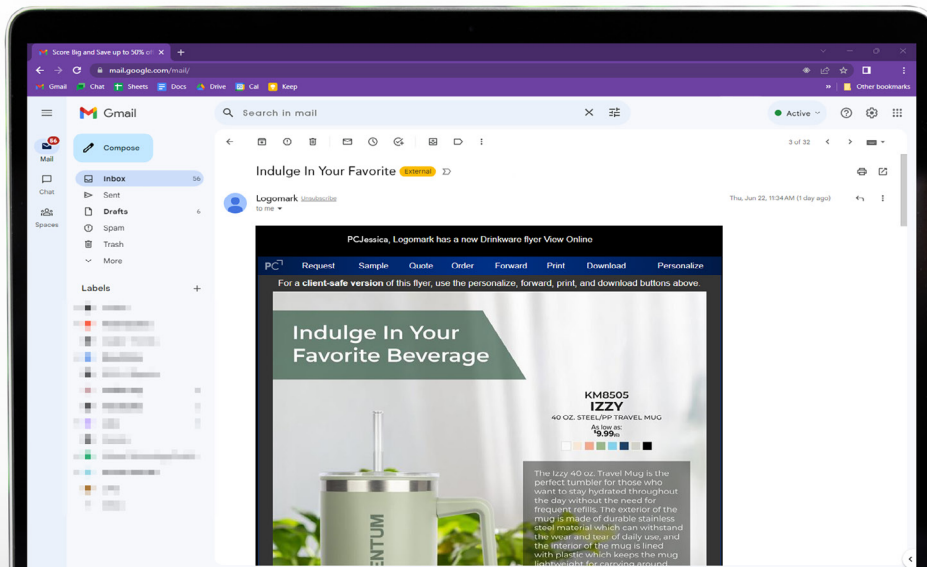 Score Big and Save up to 50% of
mail.google.com/mail/
Gmail Chat Sheets Docs Drive Cal Keep
» Other bookmarks
Gmail
Search in mail
Active
66
Mail
Chat
Spaces
Compose
Inbox 56
Sent
Drafts 6
Spam
Trash
More
Labels
3 of 32
Indulge In Your Favorite External
Logomark Unsubscribe
to me
Thu, Jun 22, 11:34 AM (1 day ago)
PCJessica, Logomark has a new Drinkware flyer View Online
PC Request Sample Quote Order Forward Print Download Personalize
For a client-safe version of this flyer, use the personalize, forward, print, and download buttons above.
Indulge In Your
Favorite Beverage
KM8505
IZZY
40 OZ. STEEL/PP TRAVEL MUG
As low as:
$9.99(R)
The Izzy 40 oz. Travel Mug is the
perfect tumbler for those who
want to stay hydrated throughout
the day without the need for
frequent refills. The exterior of the
mug is made of durable stainless
steel material which can withstand
the wear and tear of daily use, and
the interior of the mug is lined
with plastic which keeps the mug
lightweight for carrying around
ENTUM